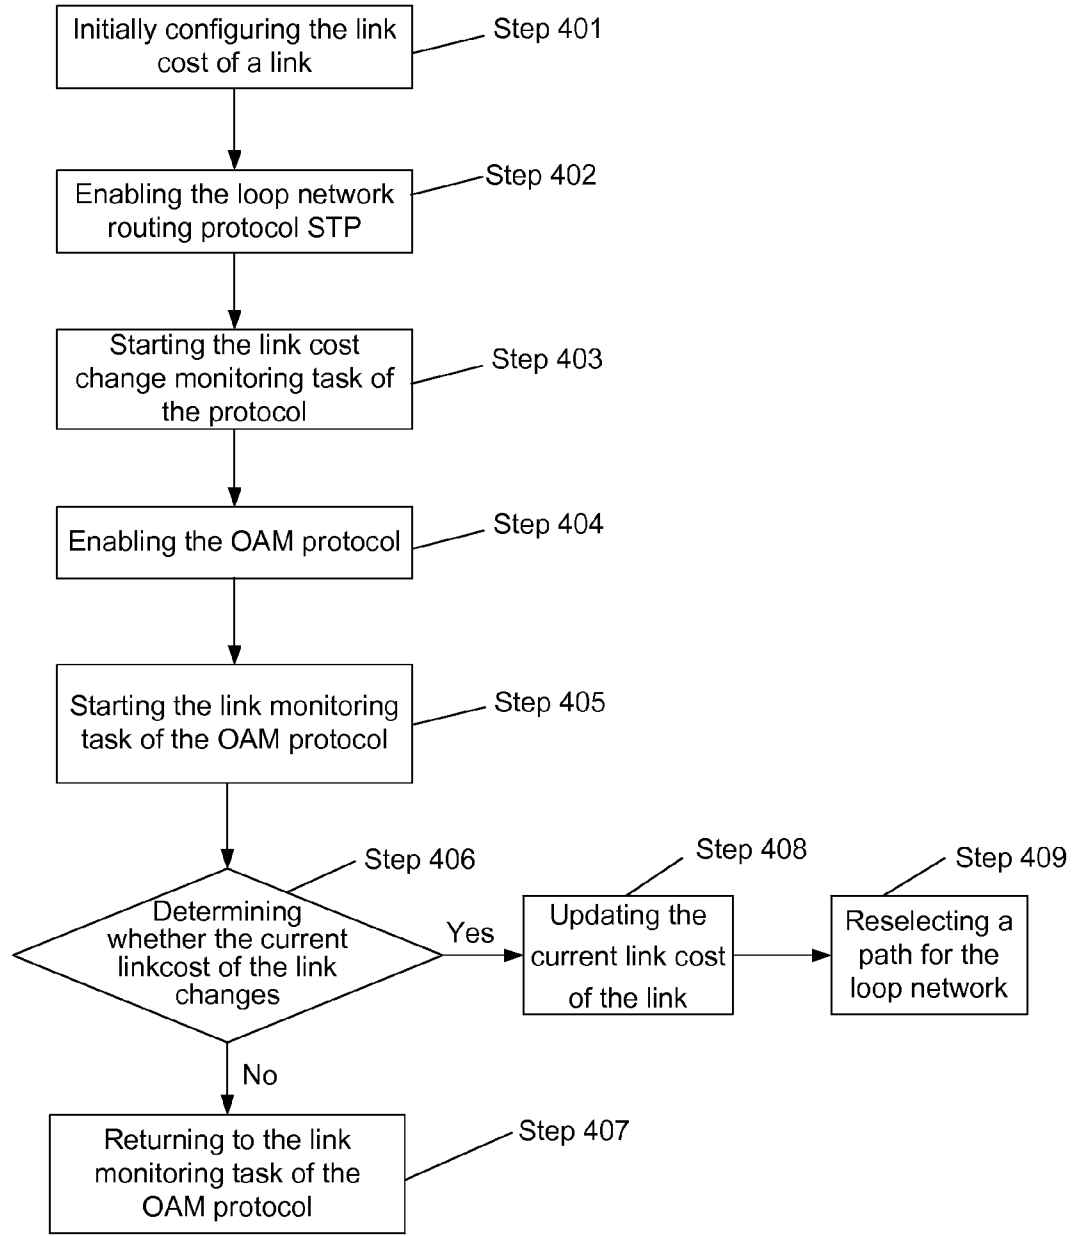 Initially configuring the link
cost of a link
Step 401
Enabling the loop network
routing protocol STP
Step 402
Starting the link cost
change monitoring task of
the protocol
Step 403
Enabling the OAM protocol
Step 404
Starting the link monitoring
task of the OAM protocol
Step 405
Determining
whether the current
linkcost of the link
changes
Step 406
Yes
Updating the
current link cost
of the link
Step 408
Reselecting a
path for the
loop network
Step 409
No
Returning to the link
monitoring task of the
OAM protocol
Step 407